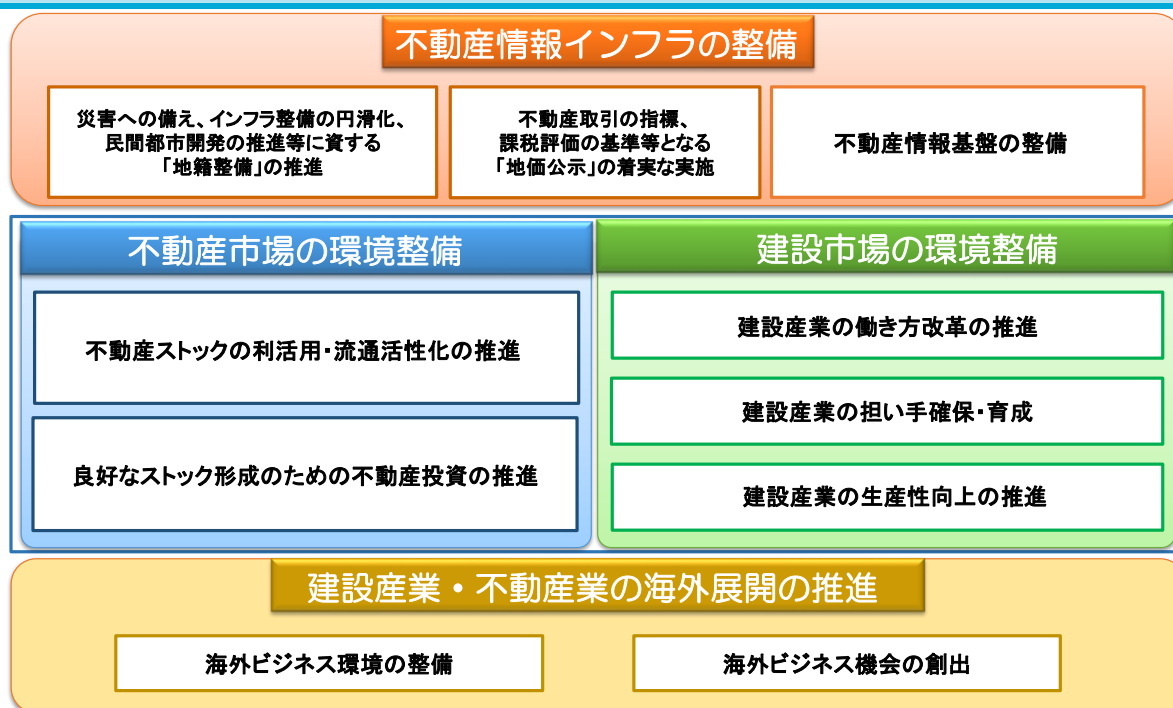 不動産情報インフラの整備
災害への備え、インフラ整備の円滑化、
民間都市開発の推進等に資する
「地籍整備」の推進
不動産取引の指標、
課税評価の基準等となる
「地価公示」の着実な実施
不動産情報基盤の整備
不動産市場の環境整備
不動産ストックの利活用・流通活性化の推進
良好なストック形成のための不動産投資の推進
建設市場の環境整備
建設産業の働き方改革の推進
建設産業の担い手確保・育成
建設産業の生産性向上の推進
建設産業・不動産業の海外展開の推進
海外ビジネス環境の整備
海外ビジネス機会の創出